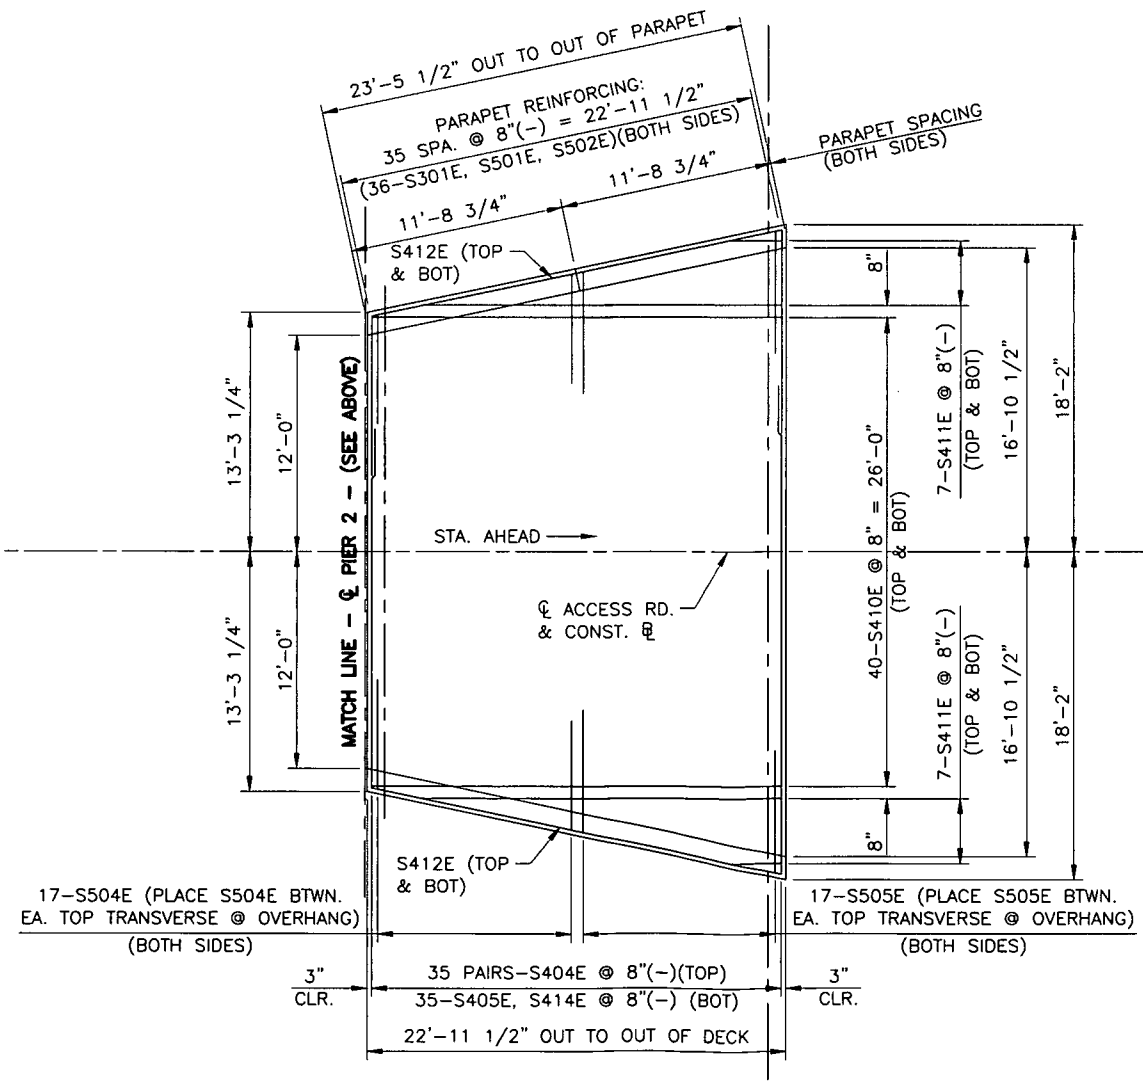 23'-5 1/2" OUT TO OUT OF PARAPET
PARAPET REINFORCING:
35 SPA. @ 8"(-) = 22'-11 1/2"
(36-S301E, S501E, S502E)(BOTH SIDES)
PARAPET SPACING
(BOTH SIDES)
11'-8 3/4"
11'-8 3/4"
S412E (TOP
& BOT)
8"
7-S411E @ 8"(-)
(TOP & BOT)
16'-10 1/2"
18'-2"
13'-3 1/4"
12'-0"
MATCH LINE - ℄ PIER 2 - (SEE ABOVE)
40-S410E @ 8" = 26'-0"
(TOP & BOT)
STA. AHEAD
℄ ACCESS RD.
& CONST. BL
13'-3 1/4"
12'-0"
7-S411E @ 8"(-)
(TOP & BOT)
16'-10 1/2"
18'-2"
8"
S412E (TOP
& BOT)
17-S504E (PLACE S504E BTWN.
EA. TOP TRANSVERSE @ OVERHANG)
(BOTH SIDES)
17-S505E (PLACE S505E BTWN.
EA. TOP TRANSVERSE @ OVERHANG)
(BOTH SIDES)
3"
CLR.
35 PAIRS-S404E @ 8"(-)(TOP)
35-S405E, S414E @ 8"(-) (BOT)
3"
CLR.
22'-11 1/2" OUT TO OUT OF DECK